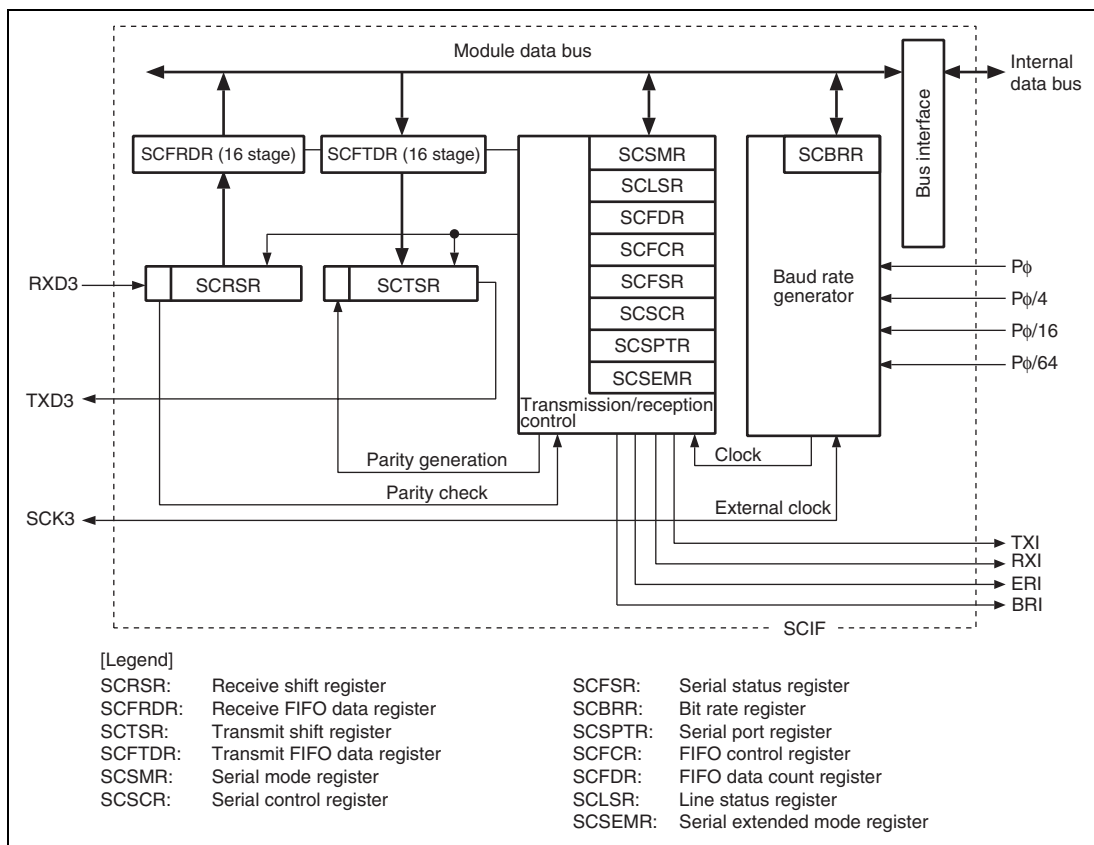 Module data bus
Internal
data bus
Bus interface
SCFRDR (16 stage)
SCFTDR (16 stage)
SCSMR
SCBRR
SCLSR
SCFDR
SCFCR
SCFSR
SCSCR
SCSPTR
SCSEMR
Transmission/reception
control
Baud rate
generator
RXD3
SCRSR
SCTSR
Pϕ
Pϕ/4
Pϕ/16
Pϕ/64
TXD3
Parity generation
Clock
Parity check
SCK3
External clock
TXI
RXI
ERI
BRI
SCIF
[Legend]
SCRSR: Receive shift register
SCFRDR: Receive FIFO data register
SCTSR: Transmit shift register
SCFTDR: Transmit FIFO data register
SCSMR: Serial mode register
SCSCR: Serial control register
SCFSR: Serial status register
SCBRR: Bit rate register
SCSPTR: Serial port register
SCFCR: FIFO control register
SCFDR: FIFO data count register
SCLSR: Line status register
SCSEMR: Serial extended mode register